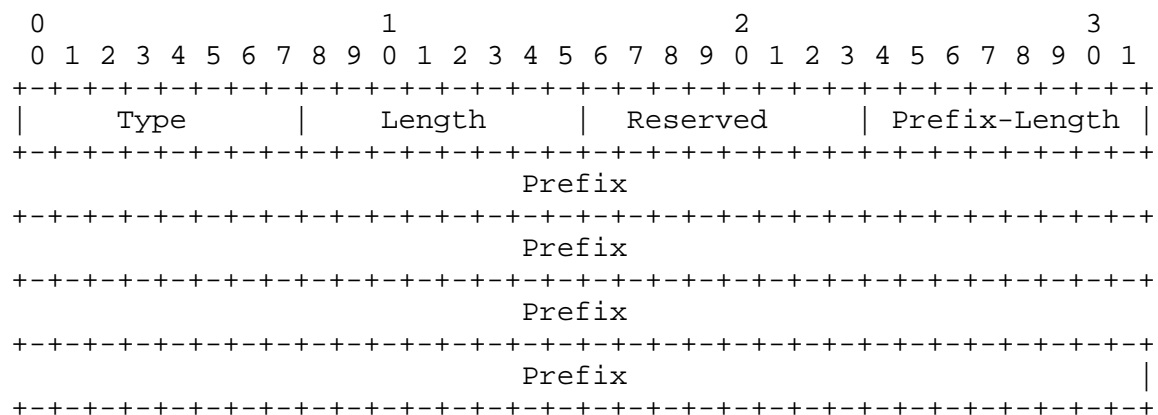 0                   1                   2                   3
 0 1 2 3 4 5 6 7 8 9 0 1 2 3 4 5 6 7 8 9 0 1 2 3 4 5 6 7 8 9 0 1
+-+-+-+-+-+-+-+-+-+-+-+-+-+-+-+-+-+-+-+-+-+-+-+-+-+-+-+-+-+-+-+-+
|     Type      |    Length     |  Reserved     | Prefix-Length |
+-+-+-+-+-+-+-+-+-+-+-+-+-+-+-+-+-+-+-+-+-+-+-+-+-+-+-+-+-+-+-+-+
                             Prefix
+-+-+-+-+-+-+-+-+-+-+-+-+-+-+-+-+-+-+-+-+-+-+-+-+-+-+-+-+-+-+-+-+
                             Prefix
+-+-+-+-+-+-+-+-+-+-+-+-+-+-+-+-+-+-+-+-+-+-+-+-+-+-+-+-+-+-+-+-+
                             Prefix
+-+-+-+-+-+-+-+-+-+-+-+-+-+-+-+-+-+-+-+-+-+-+-+-+-+-+-+-+-+-+-+-+
                             Prefix                             |
+-+-+-+-+-+-+-+-+-+-+-+-+-+-+-+-+-+-+-+-+-+-+-+-+-+-+-+-+-+-+-+-+